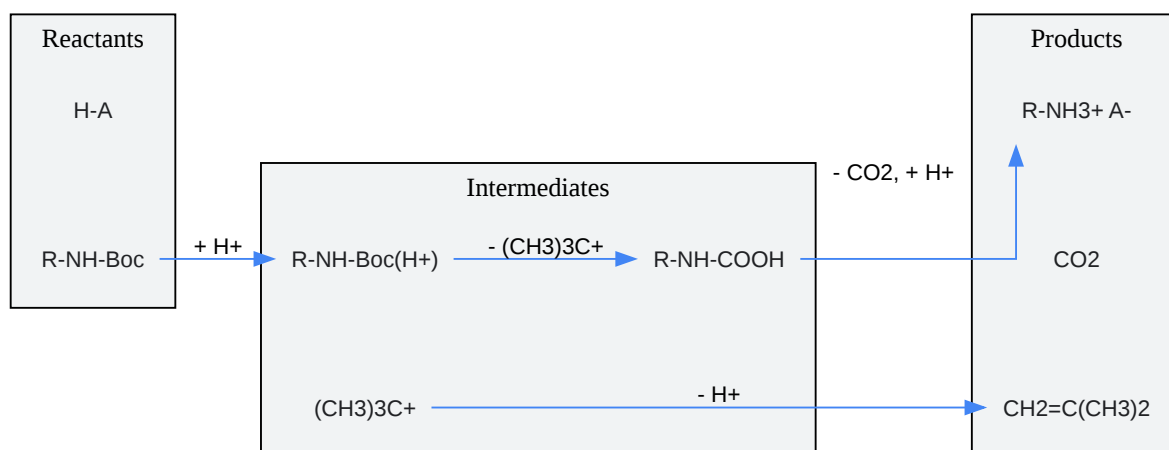 Reactants
H-A
R-NH-Boc
+ H+
Intermediates
R-NH-Boc(H+)
- (CH3)3C+
R-NH-COOH
(CH3)3C+
- H+
- CO2, + H+
Products
R-NH3+ A-
CO2
CH2=C(CH3)2